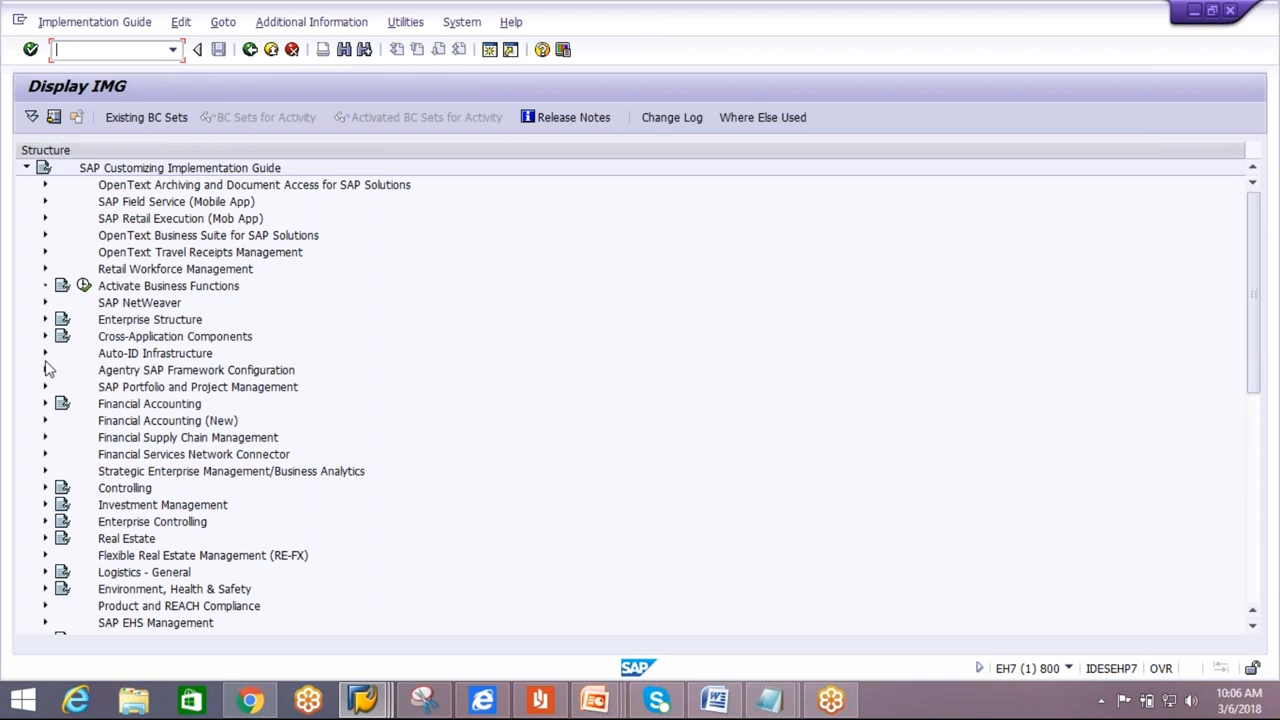 Implementation Guide Edit Goto Additional Information Utilities System Help
Display IMG
Existing BC Sets BC Sets for Activity Activated BC Sets for Activity Release Notes Change Log Where Else Used
Structure
SAP Customizing Implementation Guide
OpenText Archiving and Document Access for SAP Solutions
SAP Field Service (Mobile App)
SAP Retail Execution (Mob App)
OpenText Business Suite for SAP Solutions
OpenText Travel Receipts Management
Retail Workforce Management
Activate Business Functions
SAP NetWeaver
Enterprise Structure
Cross-Application Components
Auto-ID Infrastructure
Agentry SAP Framework Configuration
SAP Portfolio and Project Management
Financial Accounting
Financial Accounting (New)
Financial Supply Chain Management
Financial Services Network Connector
Strategic Enterprise Management/Business Analytics
Controlling
Investment Management
Enterprise Controlling
Real Estate
Flexible Real Estate Management (RE-FX)
Logistics - General
Environment, Health & Safety
Product and REACH Compliance
SAP EHS Management
SAP EH7 (1) 800 IDESEHP7 OVR
10:06 AM
3/6/2018